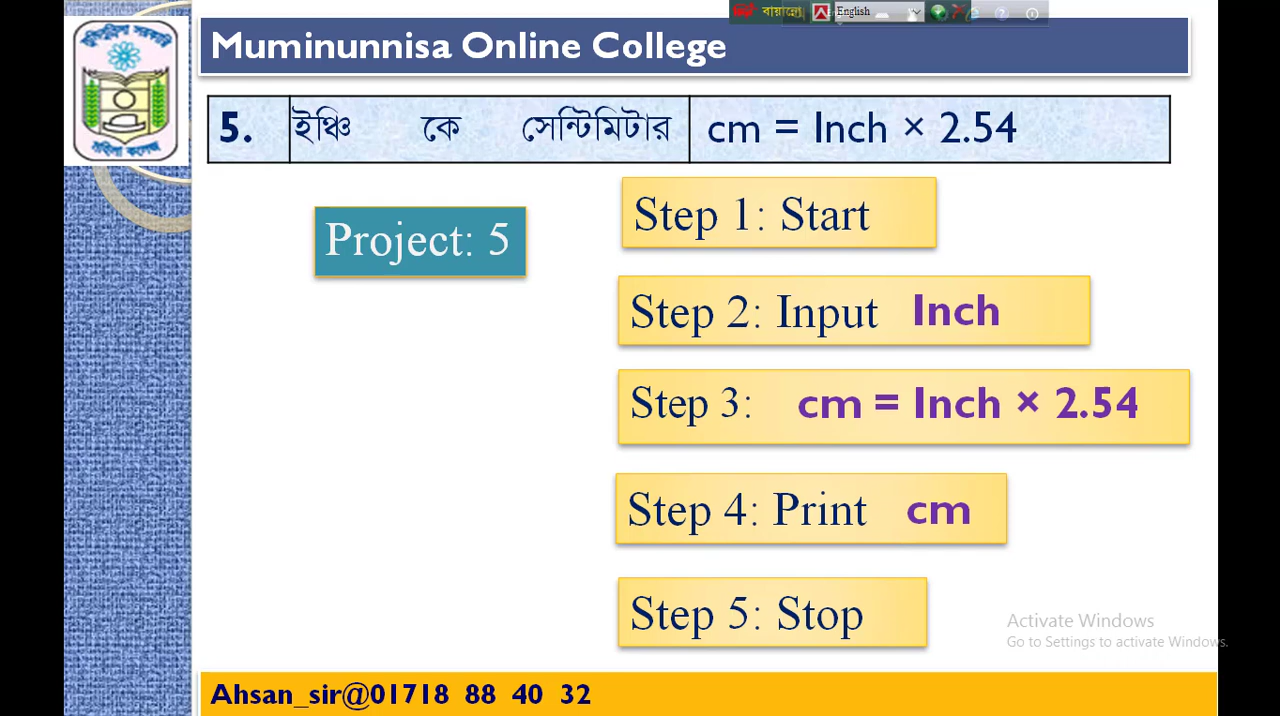 বায়ান্নো English
Muminunnisa Online College
5. ইঞ্চি কে সেন্টিমিটার cm = Inch × 2.54
Project: 5
Step 1: Start
Step 2: Input Inch
Step 3: cm = Inch × 2.54
Step 4: Print cm
Step 5: Stop
Activate Windows
Go to Settings to activate Windows.
Ahsan_sir@01718 88 40 32